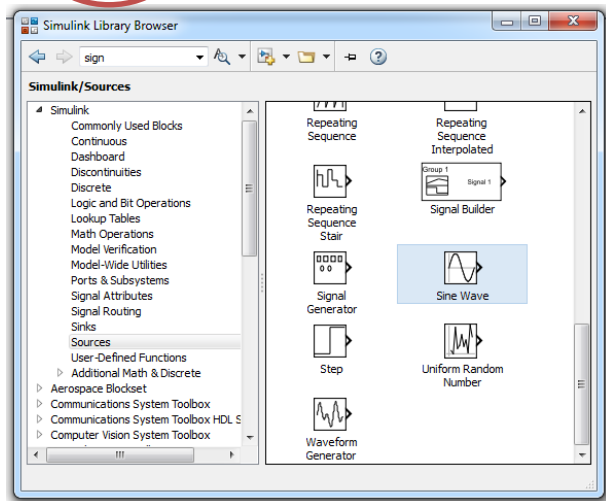 Simulink Library Browser
sign
Simulink/Sources
Simulink
Commonly Used Blocks
Continuous
Dashboard
Discontinuities
Discrete
Logic and Bit Operations
Lookup Tables
Math Operations
Model Verification
Model-Wide Utilities
Ports & Subsystems
Signal Attributes
Signal Routing
Sinks
Sources
User-Defined Functions
Additional Math & Discrete
Aerospace Blockset
Communications System Toolbox
Communications System Toolbox HDL S
Computer Vision System Toolbox
Repeating
Sequence
Repeating
Sequence
Interpolated
Repeating
Sequence
Stair
Group 1
Signal 1
Signal Builder
Signal
Generator
Sine Wave
Step
Uniform Random
Number
Waveform
Generator